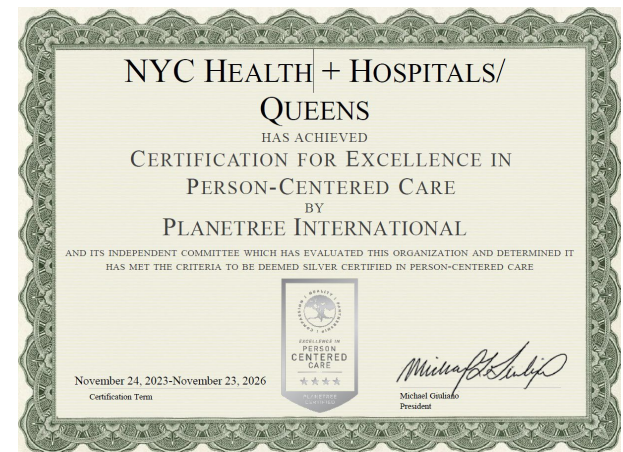 NYC HEALTH + HOSPITALS/
QUEENS
HAS ACHIEVED
CERTIFICATION FOR EXCELLENCE IN
PERSON-CENTERED CARE
BY
PLANETREE INTERNATIONAL
AND ITS INDEPENDENT COMMITTEE WHICH HAS EVALUATED THIS ORGANIZATION AND DETERMINED IT
HAS MET THE CRITERIA TO BE DEEMED SILVER CERTIFIED IN PERSON-CENTERED CARE
EXCELLENCE IN
PERSON
CENTERED
CARE
PLANETREE
CERTIFIED
November 24, 2023-November 23, 2026
Certification Term
Michael Giuliano
President